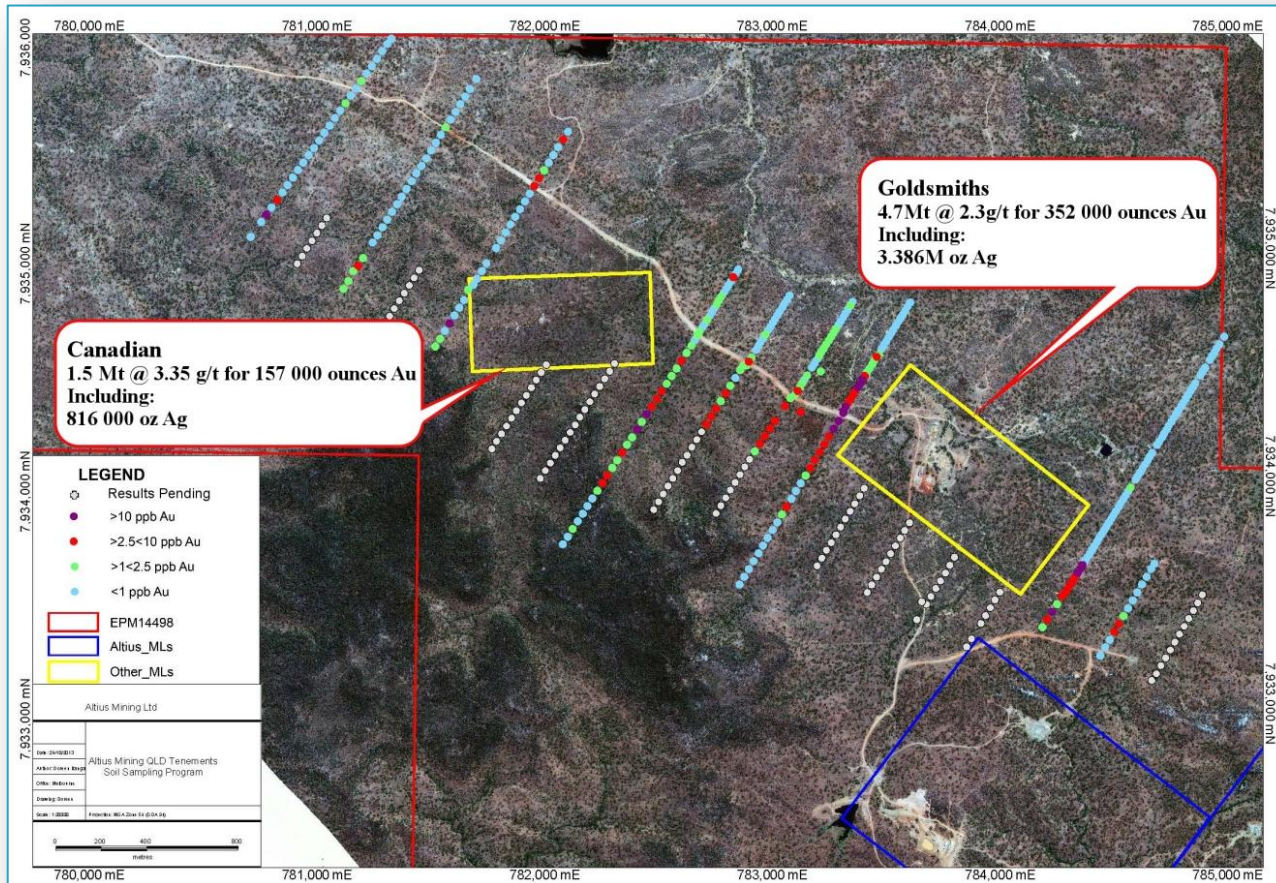 780,000 mE
781,000 mE
782,000 mE
783,000 mE
784,000 mE
785,000 mE
7,936,000
7,935,000 mN
7,935,000 mN
7,934,000 mN
7,934,000 mN
7,933,000 mN
7,933,000 mN
Goldsmiths
4.7Mt @ 2.3g/t for 352 000 ounces Au
Including:
3.386M oz Ag
Canadian
1.5 Mt @ 3.35 g/t for 157 000 ounces Au
Including:
816 000 oz Ag
LEGEND
Results Pending
>10 ppb Au
>2.5<10 ppb Au
>1<2.5 ppb Au
<1 ppb Au
EPM14498
Altius_MLs
Other_MLs
Altius Mining Ltd
Altius Mining QLD Tenements
Soil Sampling Program
0 200 400 800
metres
780,000 mE
781,000 mE
782,000 mE
783,000 mE
784,000 mE
785,000 mE